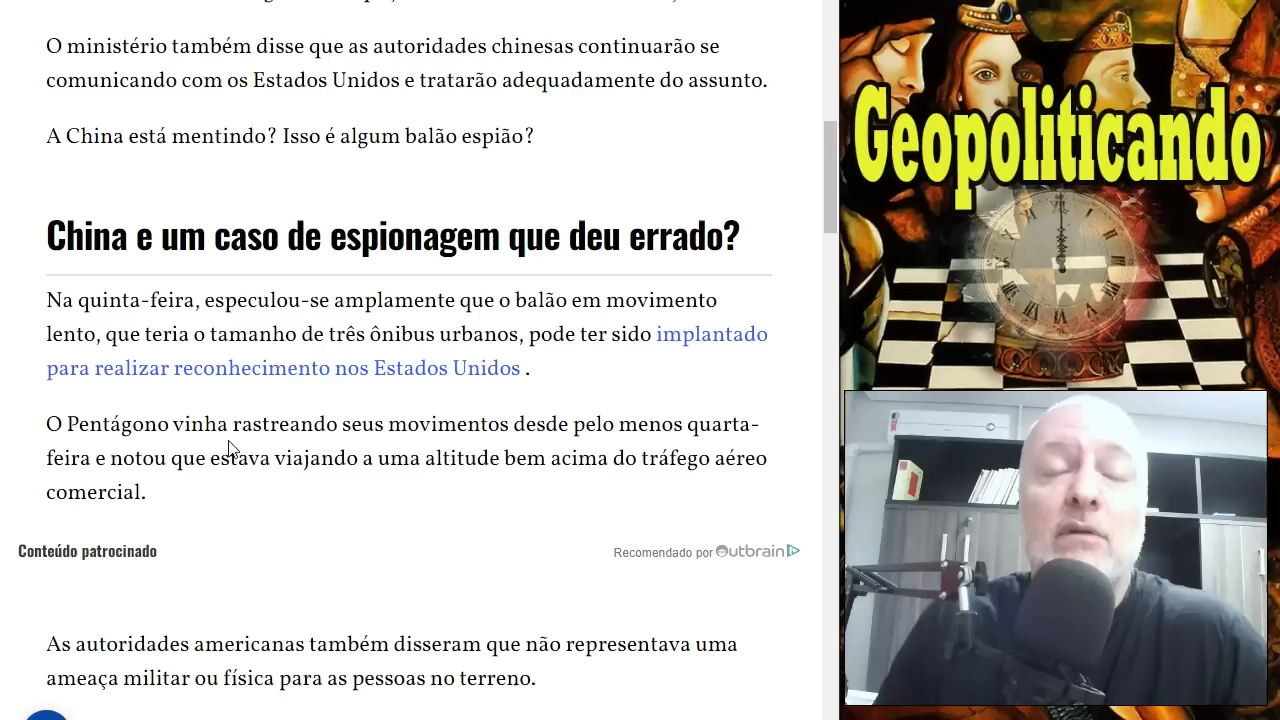 O ministério também disse que as autoridades chinesas continuarão se
comunicando com os Estados Unidos e tratarão adequadamente do assunto.
A China está mentindo? Isso é algum balão espião?
China e um caso de espionagem que deu errado?
Na quinta-feira, especulou-se amplamente que o balão em movimento
lento, que teria o tamanho de três ônibus urbanos, pode ter sido implantado
para realizar reconhecimento nos Estados Unidos .
O Pentágono vinha rastreando seus movimentos desde pelo menos quarta-
feira e notou que estava viajando a uma altitude bem acima do tráfego aéreo
comercial.
Conteúdo patrocinado
Recomendado por Outbrain
As autoridades americanas também disseram que não representava uma
ameaça militar ou física para as pessoas no terreno.
Geopoliticando